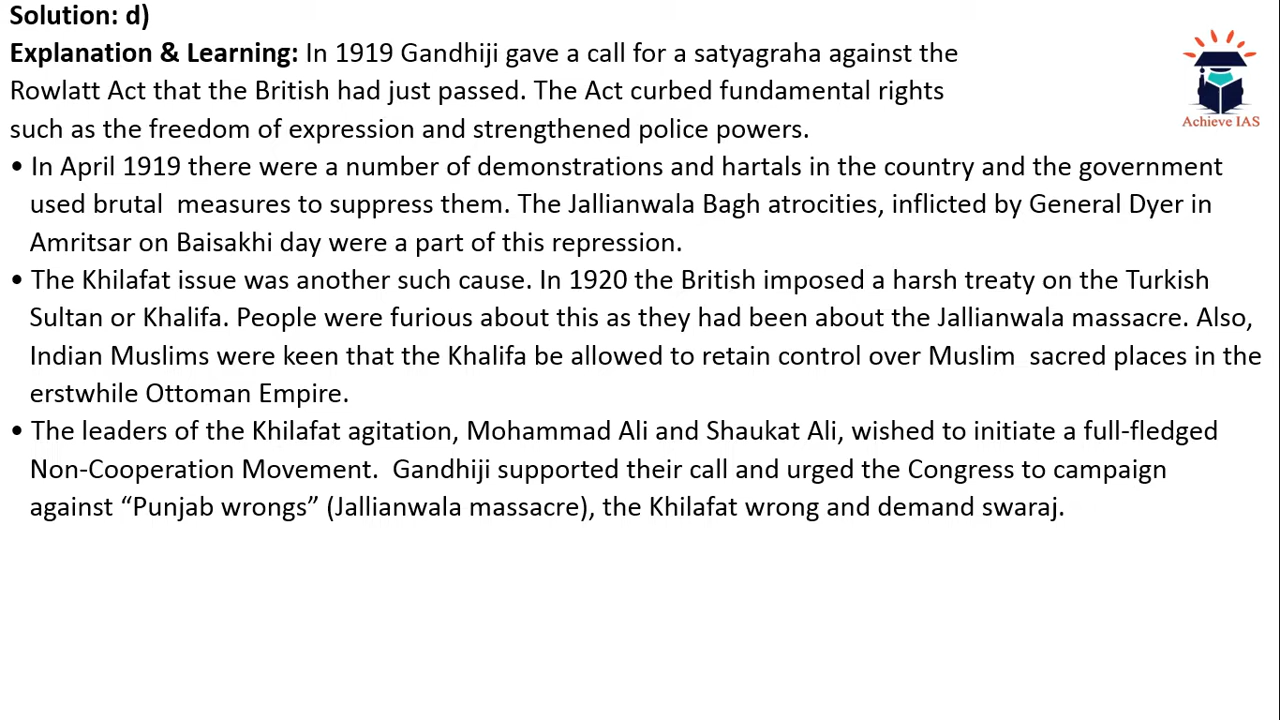 Solution: d)
Explanation & Learning: In 1919 Gandhiji gave a call for a satyagraha against the
Rowlatt Act that the British had just passed. The Act curbed fundamental rights
such as the freedom of expression and strengthened police powers.
Achieve IAS
• In April 1919 there were a number of demonstrations and hartals in the country and the government
used brutal  measures to suppress them. The Jallianwala Bagh atrocities, inflicted by General Dyer in
Amritsar on Baisakhi day were a part of this repression.
• The Khilafat issue was another such cause. In 1920 the British imposed a harsh treaty on the Turkish
Sultan or Khalifa. People were furious about this as they had been about the Jallianwala massacre. Also,
Indian Muslims were keen that the Khalifa be allowed to retain control over Muslim  sacred places in the
erstwhile Ottoman Empire.
• The leaders of the Khilafat agitation, Mohammad Ali and Shaukat Ali, wished to initiate a full-fledged
Non-Cooperation Movement.  Gandhiji supported their call and urged the Congress to campaign
against “Punjab wrongs” (Jallianwala massacre), the Khilafat wrong and demand swaraj.